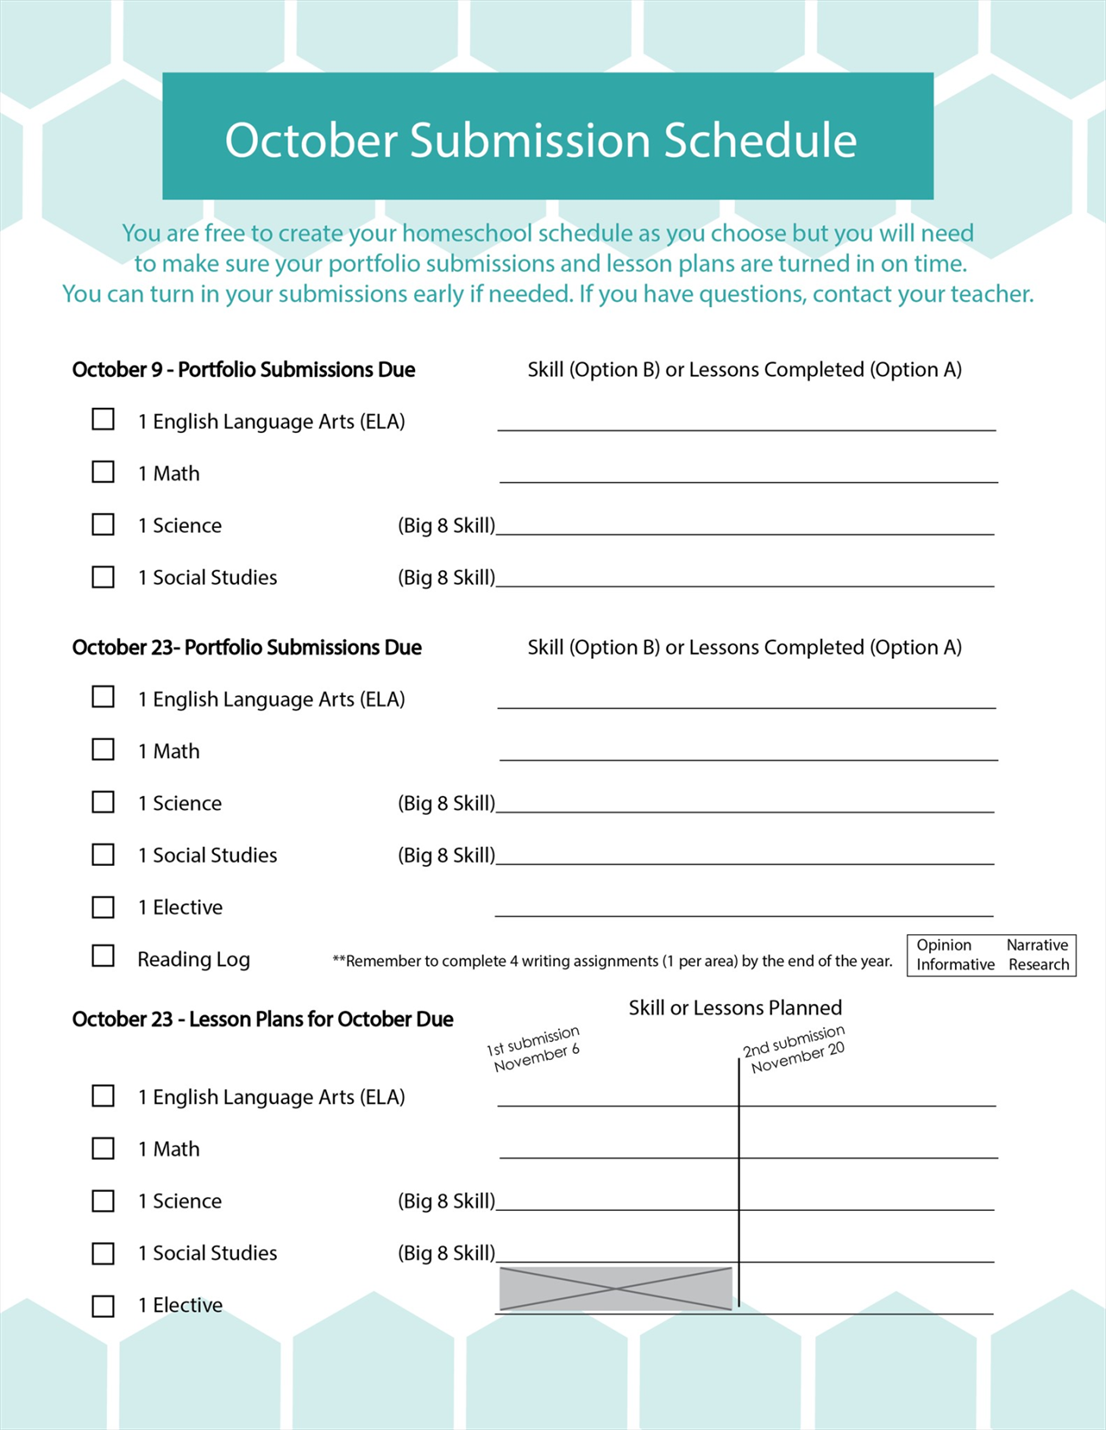 October Submission Schedule
You are free to create your homeschool schedule as you choose but you will need
to make sure your portfolio submissions and lesson plans are turned in on time.
You can turn in your submissions early if needed. If you have questions, contact your teacher.
October 9 - Portfolio Submissions Due Skill (Option B) or Lessons Completed (Option A)
1 English Language Arts (ELA)
1 Math
1 Science (Big 8 Skill)
1 Social Studies (Big 8 Skill)
October 23- Portfolio Submissions Due Skill (Option B) or Lessons Completed (Option A)
1 English Language Arts (ELA)
1 Math
1 Science (Big 8 Skill)
1 Social Studies (Big 8 Skill)
1 Elective
Reading Log **Remember to complete 4 writing assignments (1 per area) by the end of the year.
Opinion Narrative
Informative Research
October 23 - Lesson Plans for October Due Skill or Lessons Planned
1st submission
November 6
2nd submission
November 20
1 English Language Arts (ELA)
1 Math
1 Science (Big 8 Skill)
1 Social Studies (Big 8 Skill)
1 Elective